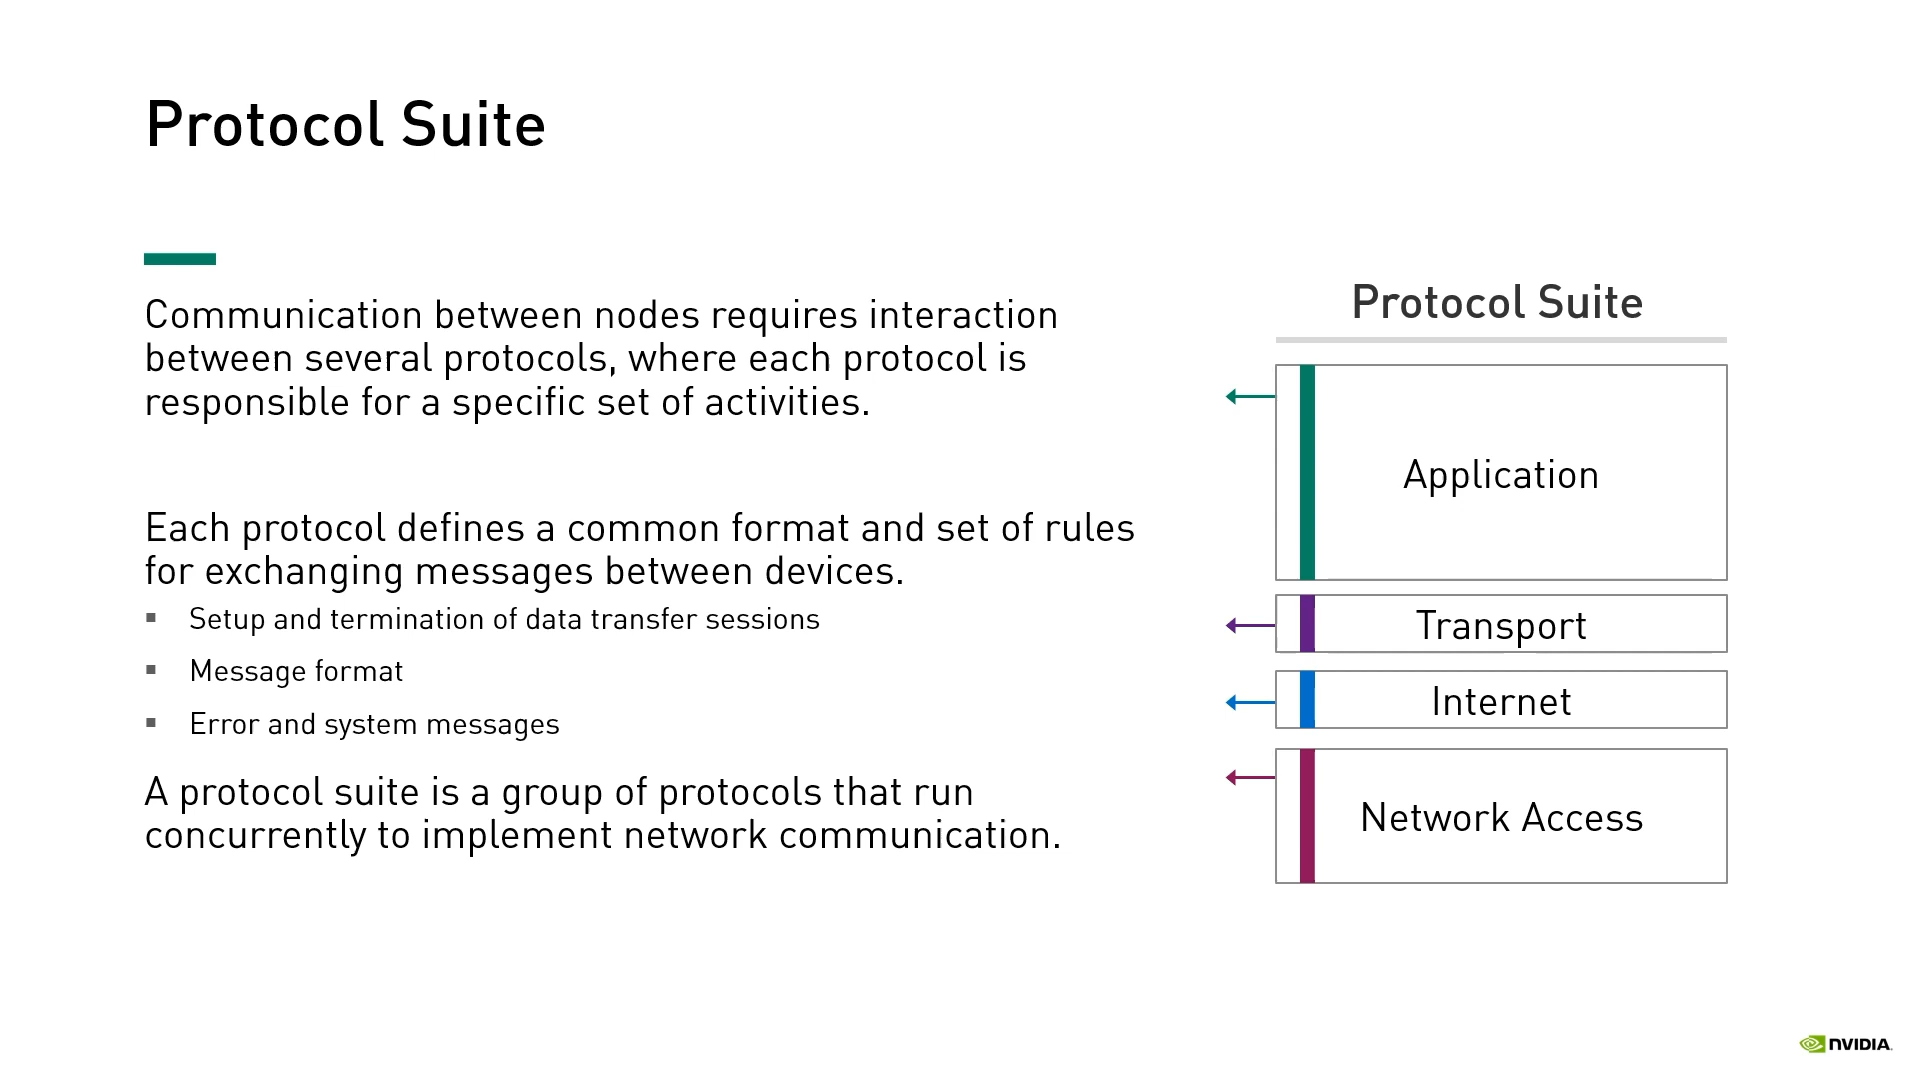 Protocol Suite
Communication between nodes requires interaction
between several protocols, where each protocol is
responsible for a specific set of activities.
Each protocol defines a common format and set of rules
for exchanging messages between devices.
▪ Setup and termination of data transfer sessions
▪ Message format
▪ Error and system messages
A protocol suite is a group of protocols that run
concurrently to implement network communication.
Protocol Suite
Application
Transport
Internet
Network Access
NVIDIA.